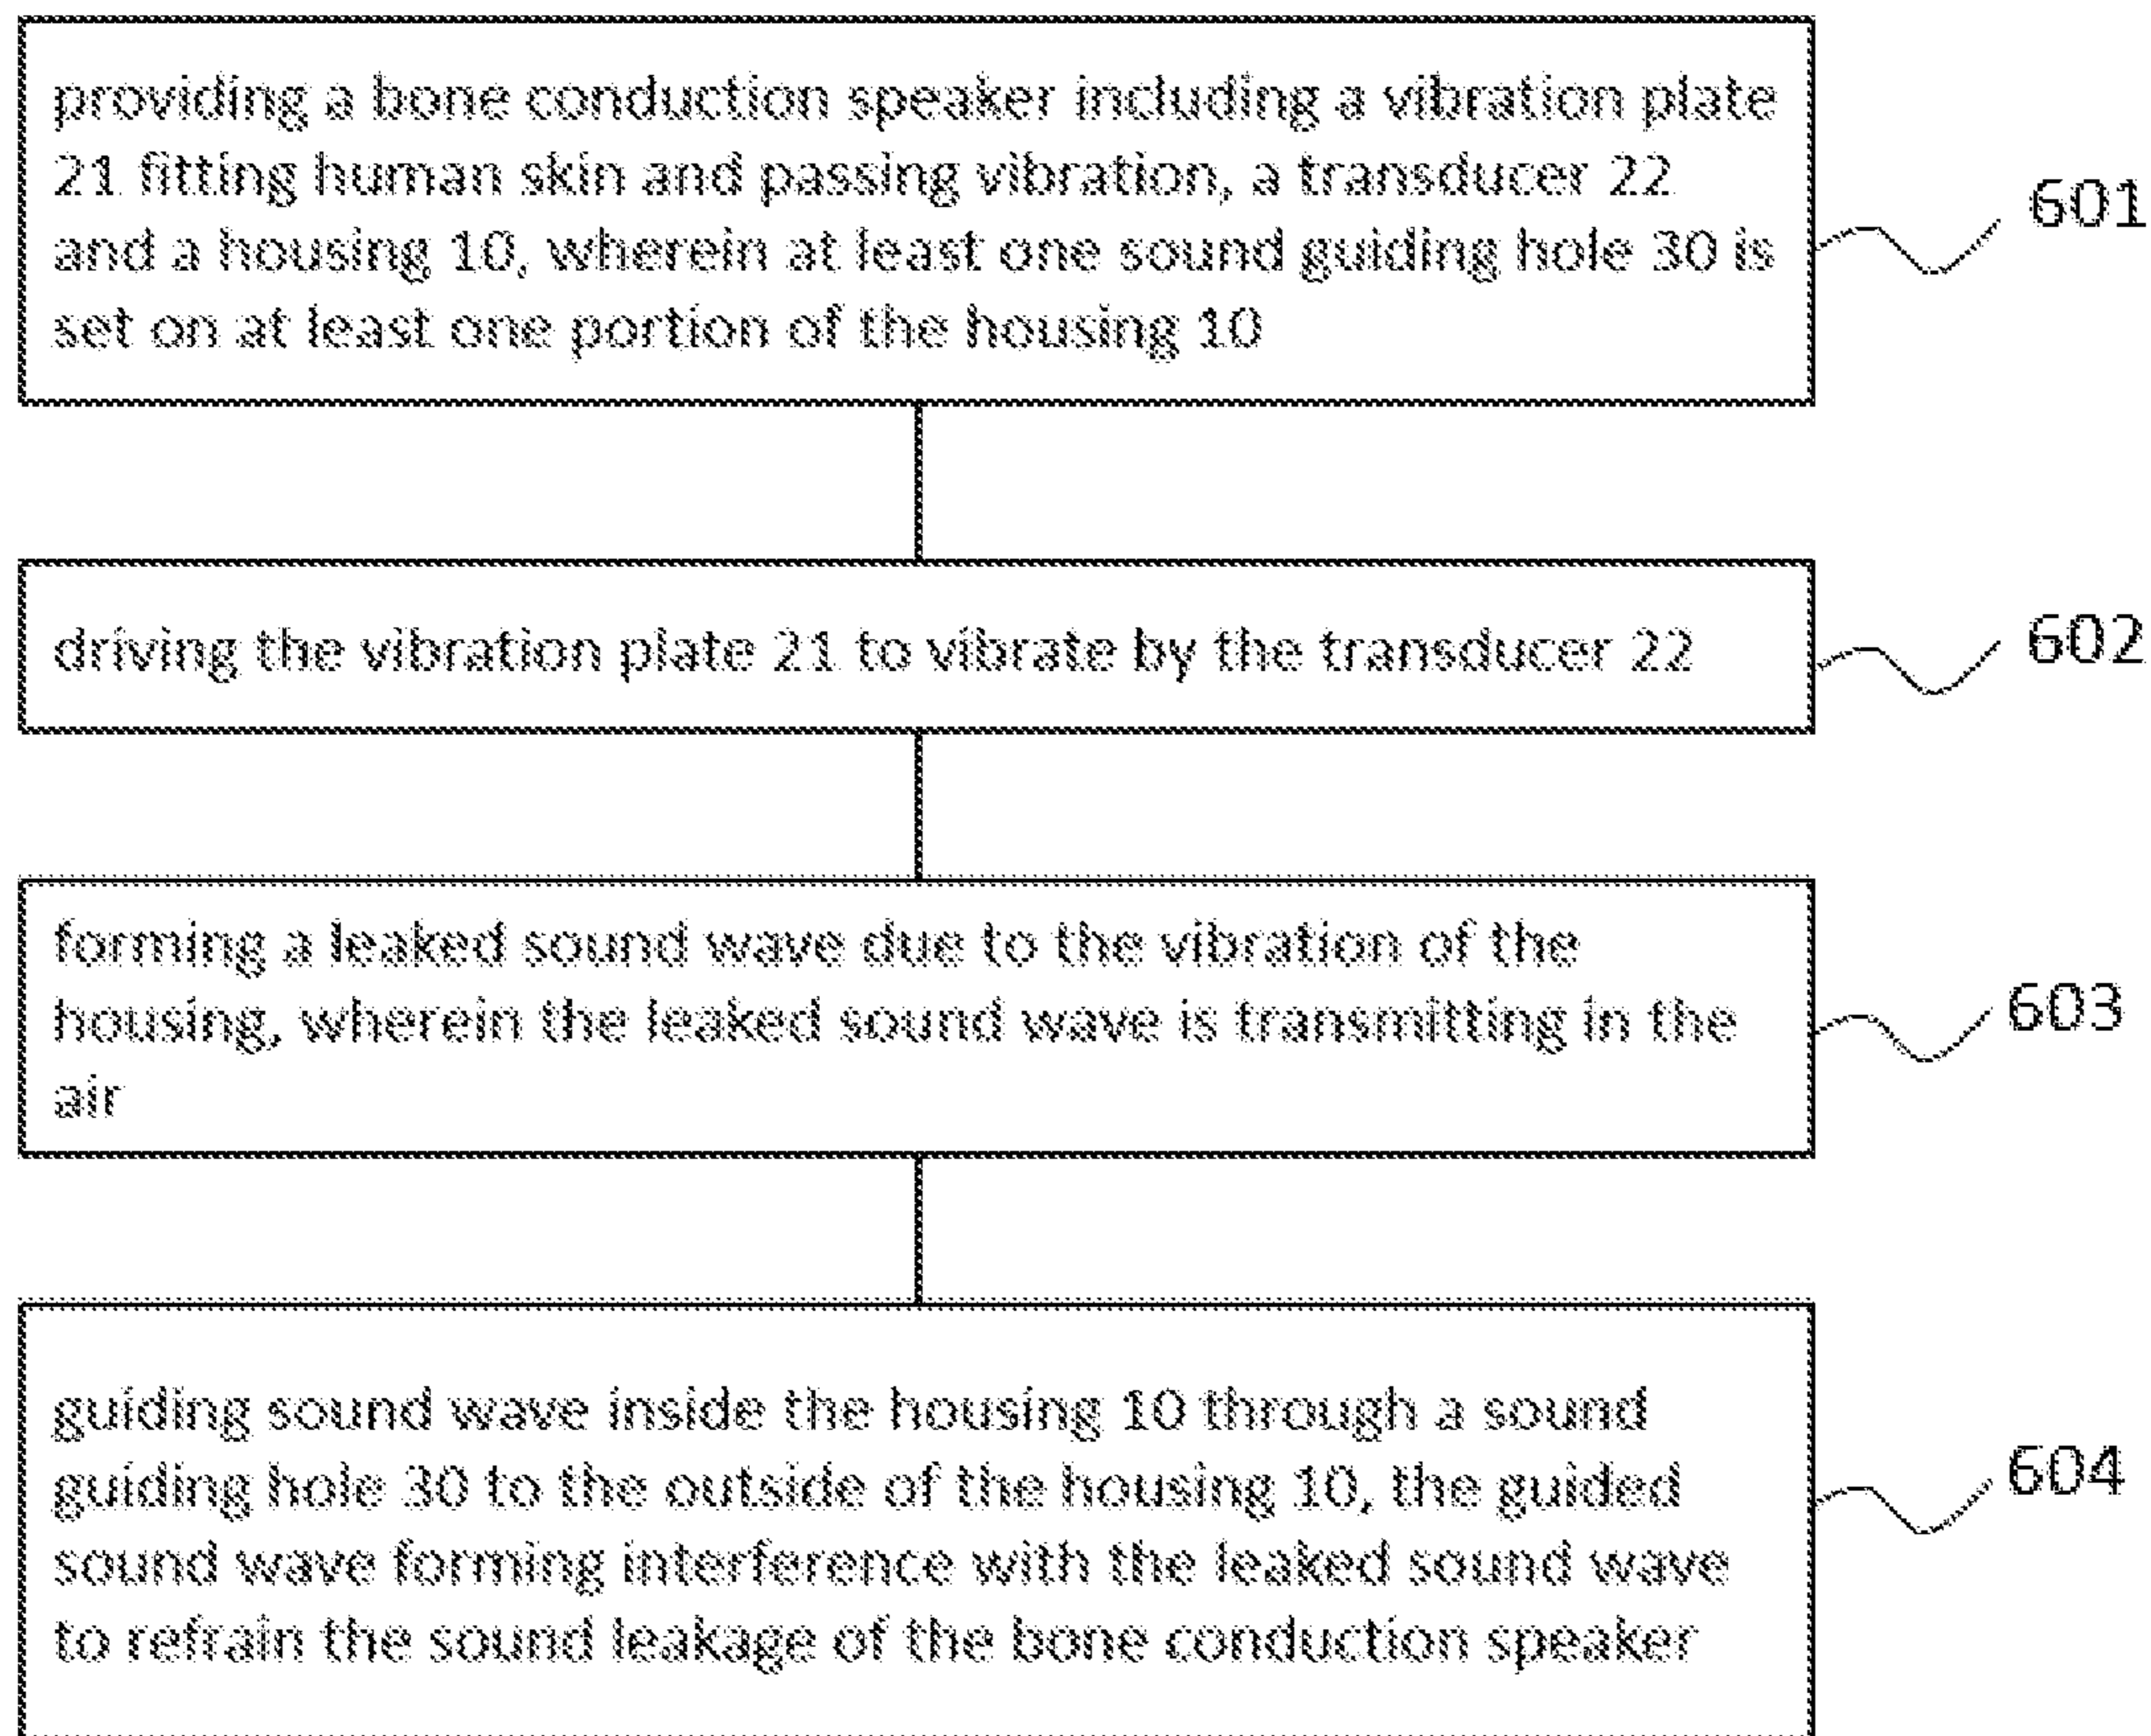 providing a bone conduction speaker including a vibration plate
21 fitting human skin and passing vibration, a transducer 22
and a housing 10, wherein at least one sound guiding hole 30 is
set on at least one portion of the housing 10
601
driving the vibration plate 21 to vibrate by the transducer 22
602
forming a leaked sound wave due to the vibration of the
housing, wherein the leaked sound wave is transmitting in the
air
603
guiding sound wave inside the housing 10 through a sound
guiding hole 30 to the outside of the housing 10, the guided
sound wave forming interference with the leaked sound wave
to refrain the sound leakage of the bone conduction speaker
604